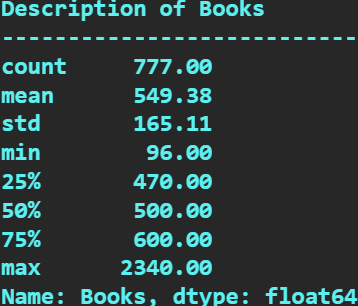 Description of Books
---------------------------
count 777.00
mean 549.38
std 165.11
min 96.00
25% 470.00
50% 500.00
75% 600.00
max 2340.00
Name: Books, dtype: float64